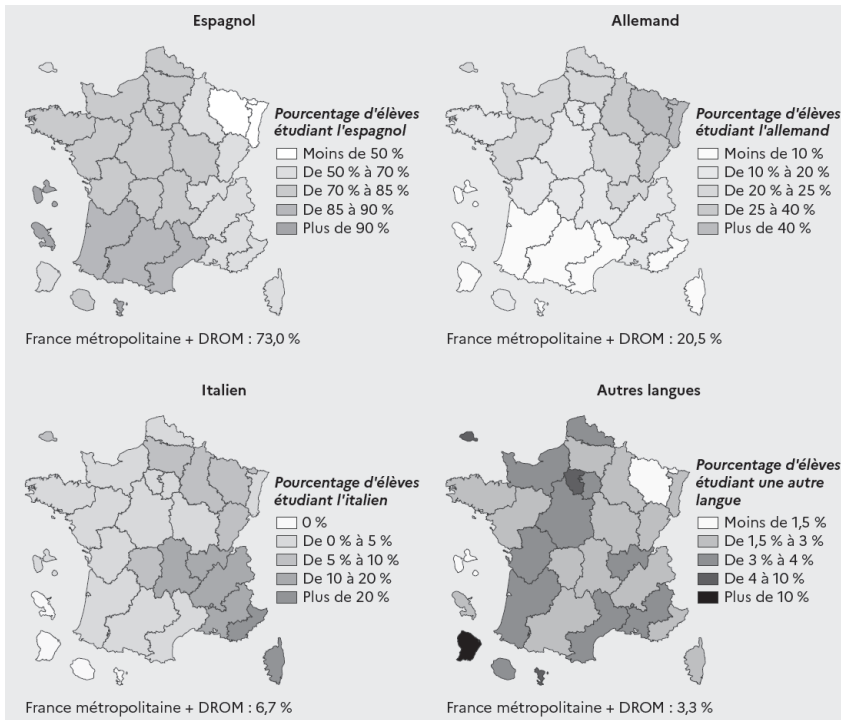 Espagnol
Pourcentage d'élèves
étudiant l'espagnol
Moins de 50 %
De 50 % à 70 %
De 70 % à 85 %
De 85 à 90 %
Plus de 90 %
France métropolitaine + DROM : 73,0 %
Allemand
Pourcentage d'élèves
étudiant l'allemand
Moins de 10 %
De 10 % à 20 %
De 20 % à 25 %
De 25 à 40 %
Plus de 40 %
France métropolitaine + DROM : 20,5 %
Italien
Pourcentage d'élèves
étudiant l'italien
0 %
De 0 % à 5 %
De 5 % à 10 %
De 10 à 20 %
Plus de 20 %
France métropolitaine + DROM : 6,7 %
Autres langues
Pourcentage d'élèves
étudiant une autre
langue
Moins de 1,5 %
De 1,5 % à 3 %
De 3 % à 4 %
De 4 à 10 %
Plus de 10 %
France métropolitaine + DROM : 3,3 %